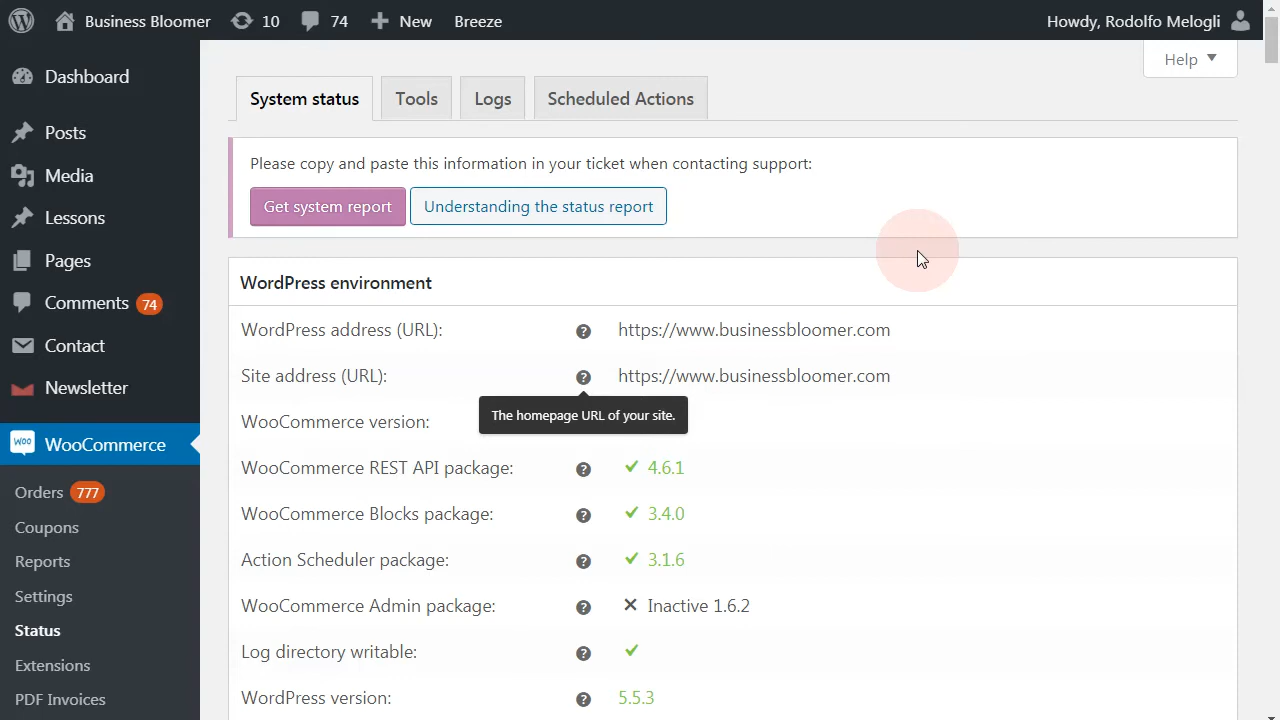 Business Bloomer 10 74 New Breeze Howdy, Rodolfo Melogli
Help
Dashboard
Posts
Media
Lessons
Pages
Comments 74
Contact
Newsletter
WOO WooCommerce
Orders 777
Coupons
Reports
Settings
Status
Extensions
PDF Invoices
System status Tools Logs Scheduled Actions
Please copy and paste this information in your ticket when contacting support:
Get system report Understanding the status report
WordPress environment
WordPress address (URL): ? https://www.businessbloomer.com
Site address (URL): ? https://www.businessbloomer.com
The homepage URL of your site.
WooCommerce version:
WooCommerce REST API package: ? ✔ 4.6.1
WooCommerce Blocks package: ? ✔ 3.4.0
Action Scheduler package: ? ✔ 3.1.6
WooCommerce Admin package: ? ✕ Inactive 1.6.2
Log directory writable: ? ✔
WordPress version: ? 5.5.3